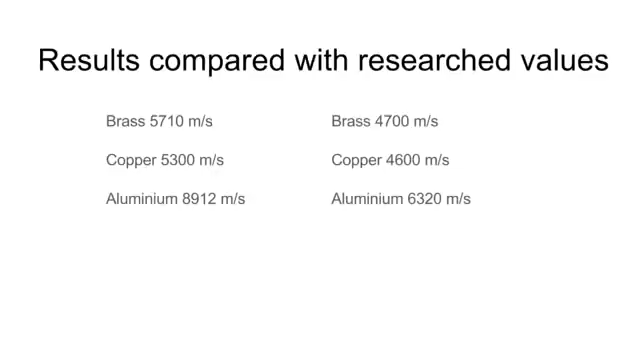 Results compared with researched values
Brass 5710 m/s
Copper 5300 m/s
Aluminium 8912 m/s
Brass 4700 m/s
Copper 4600 m/s
Aluminium 6320 m/s